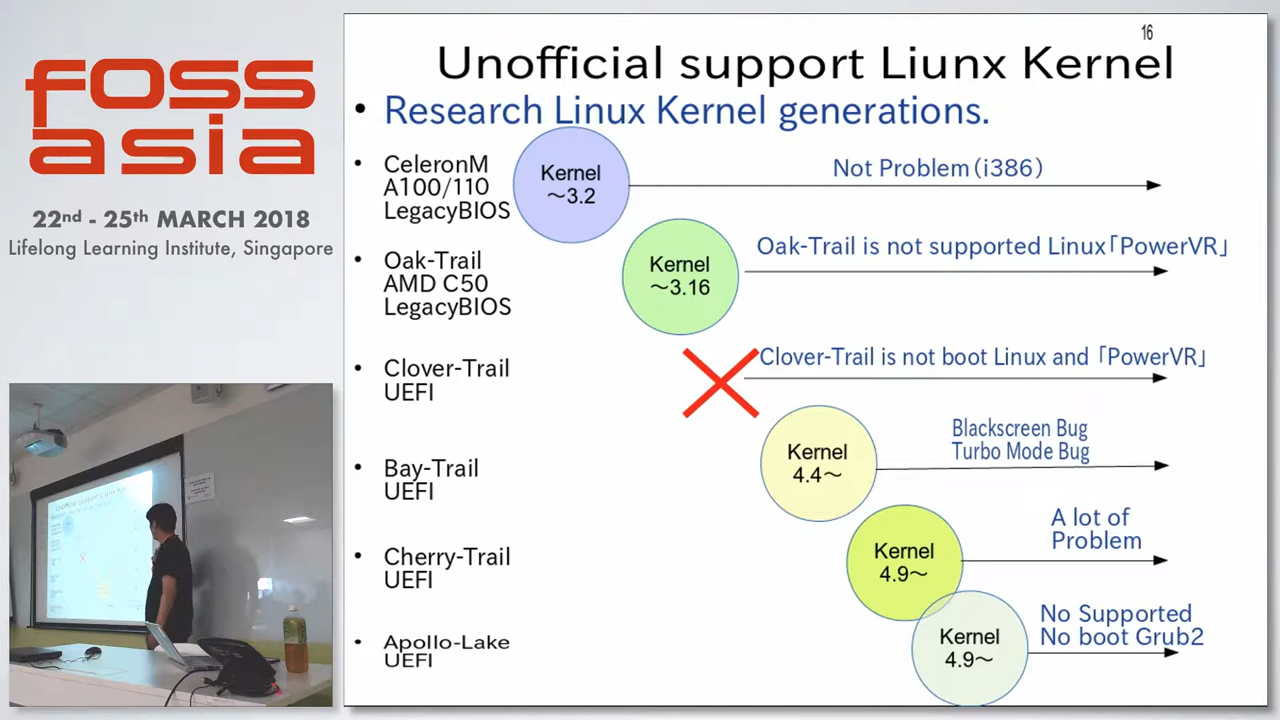 foss
asia
22nd - 25th MARCH 2018
Lifelong Learning Institute, Singapore
16
Unofficial support Liunx Kernel
• Research Linux Kernel generations.
• CeleronM
A100/110
LegacyBIOS
Kernel
～3.2
Not Problem（i386）
• Oak-Trail
AMD C50
LegacyBIOS
Kernel
～3.16
Oak-Trail is not supported Linux「PowerVR」
• Clover-Trail
UEFI
Clover-Trail is not boot Linux and「PowerVR」
• Bay-Trail
UEFI
Kernel
4.4～
Blackscreen Bug
Turbo Mode Bug
• Cherry-Trail
UEFI
Kernel
4.9～
A lot of
Problem
• Apollo-Lake
UEFI
Kernel
4.9～
No Supported
No boot Grub2
Unofficial support Liunx Ker